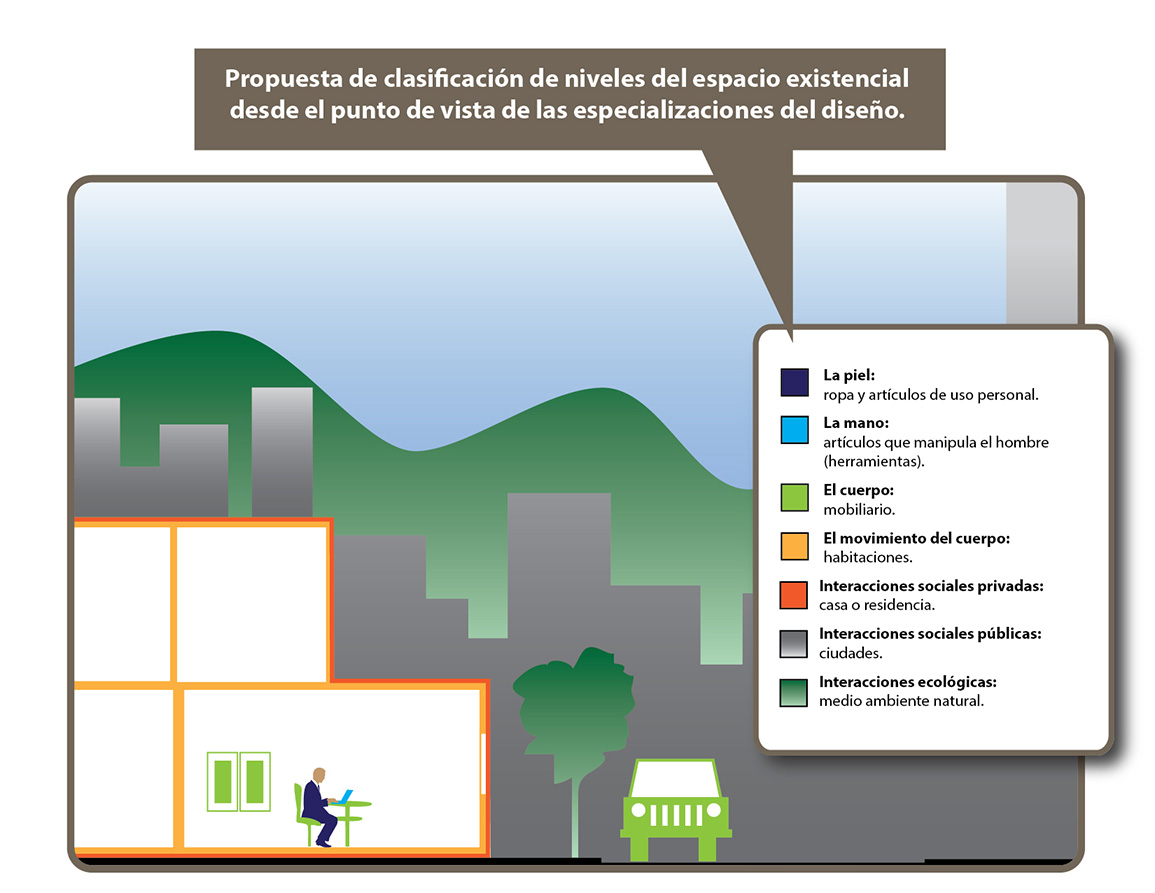 Propuesta de clasificación de niveles del espacio existencial
desde el punto de vista de las especializaciones del diseño.
La piel:
ropa y artículos de uso personal.
La mano:
artículos que manipula el hombre
(herramientas).
El cuerpo:
mobiliario.
El movimiento del cuerpo:
habitaciones.
Interacciones sociales privadas:
casa o residencia.
Interacciones sociales públicas:
ciudades.
Interacciones ecológicas:
medio ambiente natural.